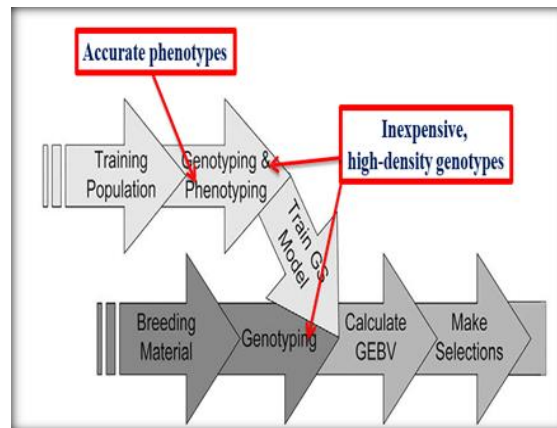 Accurate phenotypes
Inexpensive,
high-density genotypes
Training
Population
Genotyping &
Phenotyping
Train GS
Model
Breeding
Material
Genotyping
Calculate
GEBV
Make
Selections